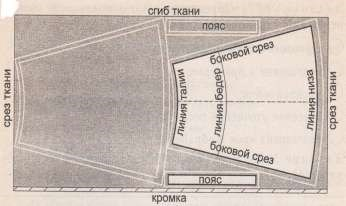 сгиб ткани
пояс
боковой срез
срез ткани
линия талии
линия бедер
линия низа
срез ткани
боковой срез
пояс
кромка